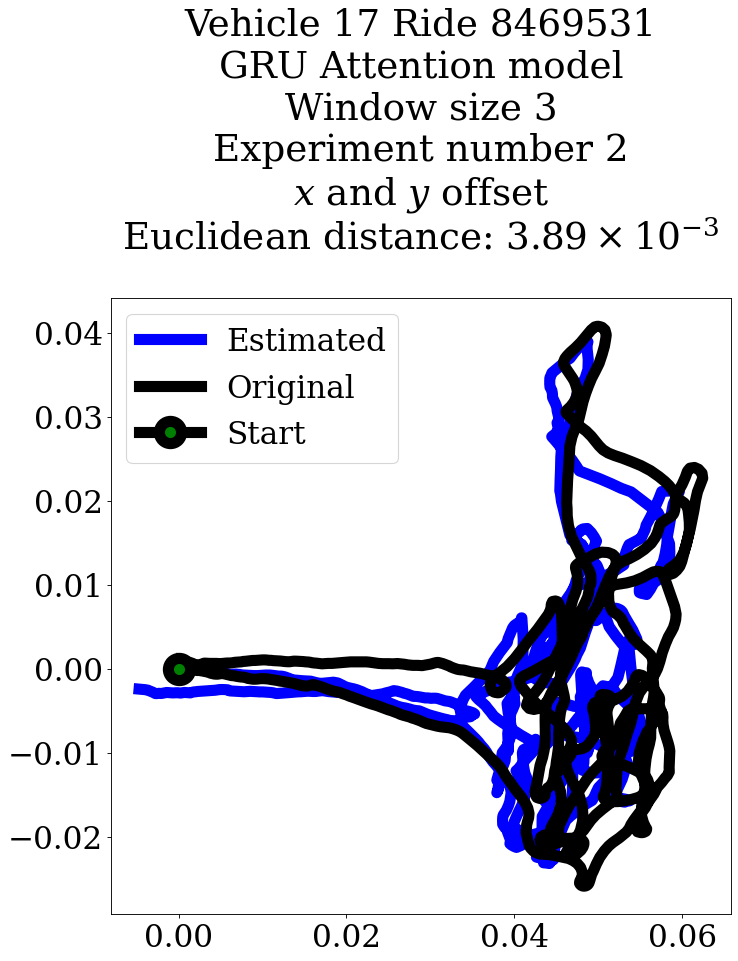 Vehicle 17 Ride 8469531
GRU Attention model
Window size 3
Experiment number 2
x and y offset
Euclidean distance: 3.89 × 10⁻³
Estimated
Original
Start
0.04
0.03
0.02
0.01
0.00
−0.01
−0.02
0.00 0.02 0.04 0.06